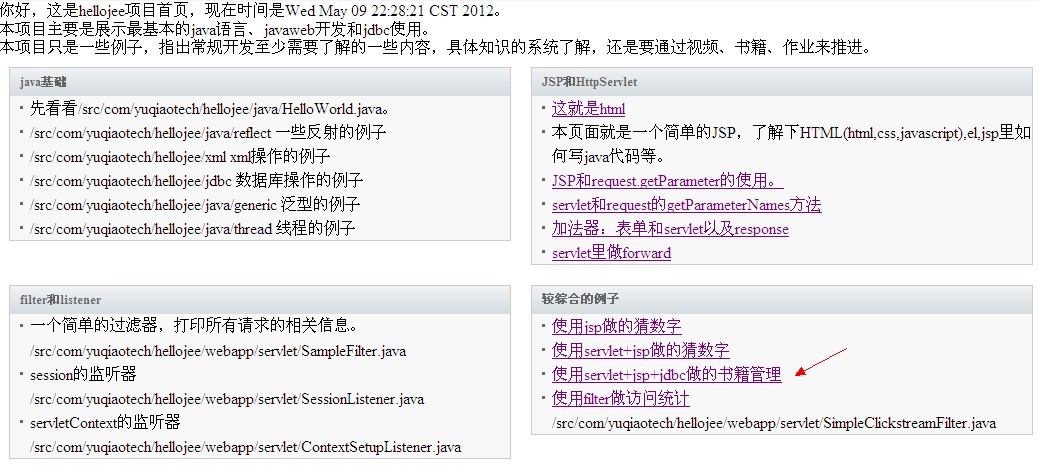 你好，这是hellojee项目首页，现在时间是Wed May 09 22:28:21 CST 2012。
本项目主要是展示最基本的java语言、javaweb开发和jdbc使用。
本项目只是一些例子，指出常规开发至少需要了解的一些内容，具体知识的系统了解，还是要通过视频、书籍、作业来推进。
java基础
先看看/src/com/yuqiaotech/hellojee/java/HelloWorld.java。
/src/com/yuqiaotech/hellojee/java/reflect 一些反射的例子
/src/com/yuqiaotech/hellojee/xml xml操作的例子
/src/com/yuqiaotech/hellojee/jdbc 数据库操作的例子
/src/com/yuqiaotech/hellojee/java/generic 泛型的例子
/src/com/yuqiaotech/hellojee/java/thread 线程的例子
JSP和HttpServlet
这就是html
本页面就是一个简单的JSP，了解下HTML(html,css,javascript),el,jsp里如
何写java代码等。
JSP和request.getParameter的使用。
servlet和request的getParameterNames方法
加法器：表单和servlet以及response
servlet里做forward
filter和listener
一个简单的过滤器，打印所有请求的相关信息。
/src/com/yuqiaotech/hellojee/webapp/servlet/SampleFilter.java
session的监听器
/src/com/yuqiaotech/hellojee/webapp/servlet/SessionListener.java
servletContext的监听器
/src/com/yuqiaotech/hellojee/webapp/servlet/ContextSetupListener.java
较综合的例子
使用jsp做的猜数字
使用servlet+jsp做的猜数字
使用servlet+jsp+jdbc做的书籍管理
使用filter做访问统计
/src/com/yuqiaotech/hellojee/webapp/servlet/SimpleClickstreamFilter.java